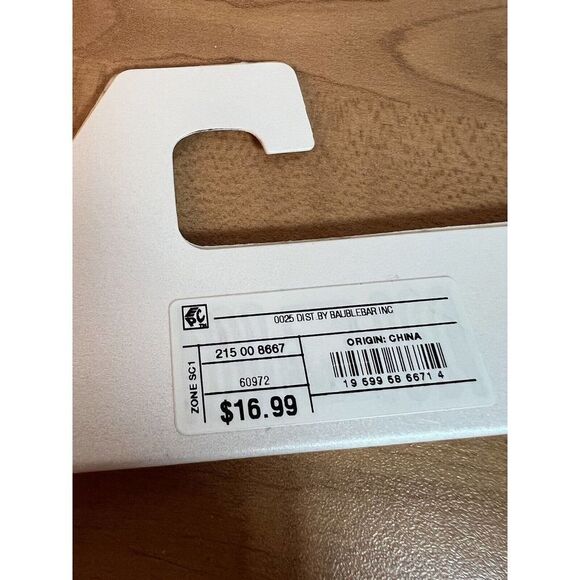 0025 DIST. BY BAUBLEBAR INC
ZONE SC1
215 00 8667
60972
$16.99
ORIGIN: CHINA
19 599 58 6671 4